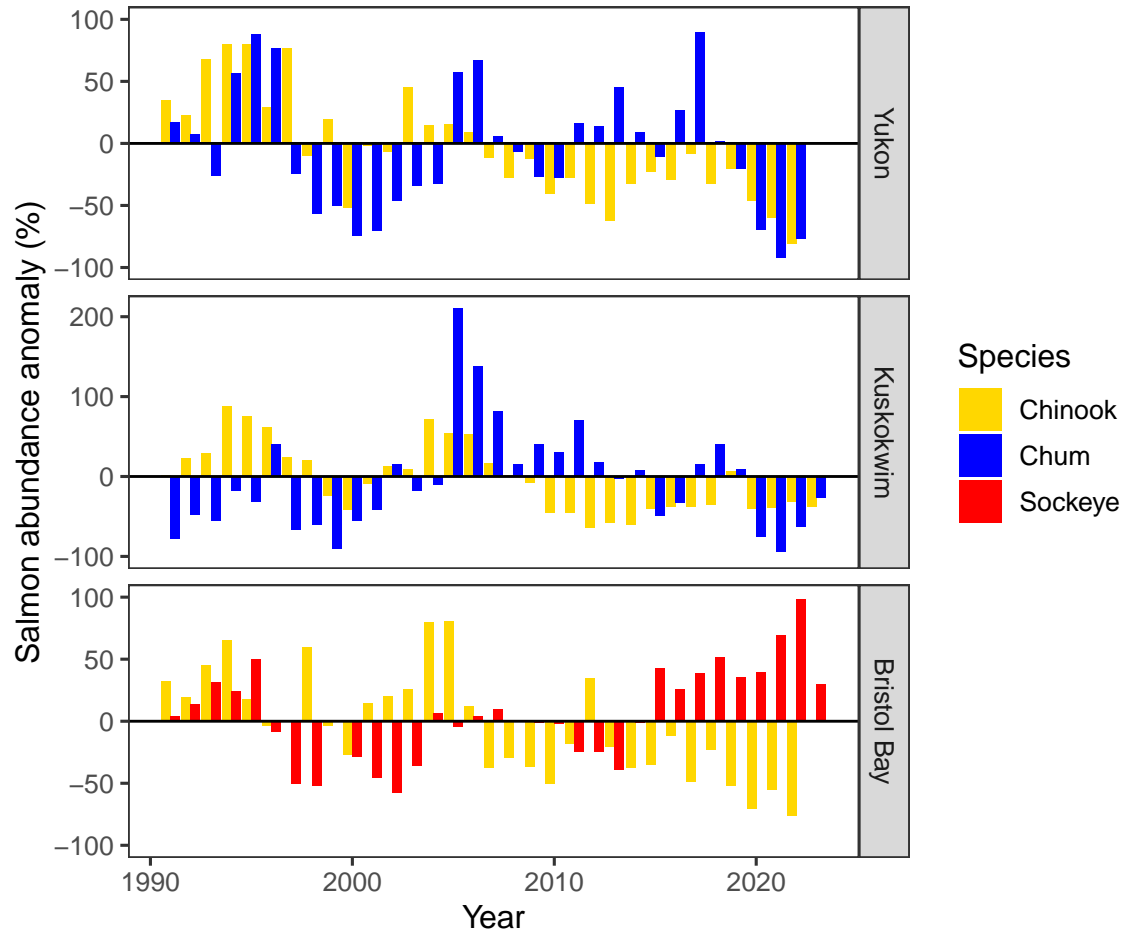 Salmon abundance anomaly (%)
100
50
0
−50
−100
Yukon
200
100
0
−100
Kuskokwim
100
50
0
−50
−100
Bristol Bay
1990
2000
2010
2020
Year
Species
Chinook
Chum
Sockeye